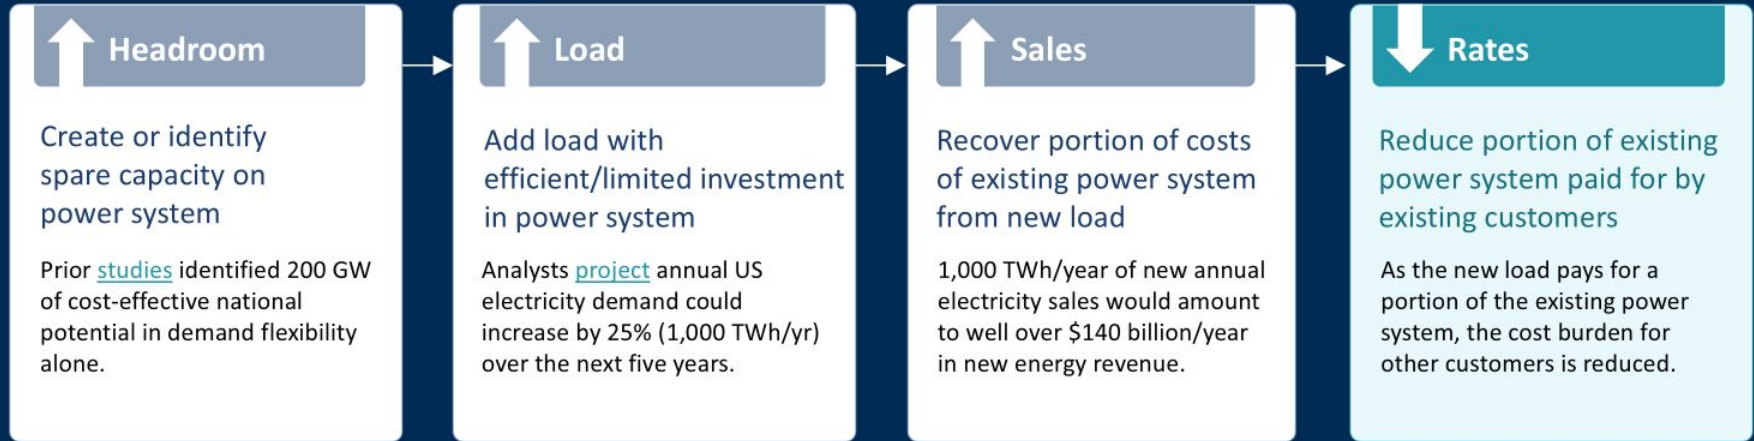 Headroom
Create or identify
spare capacity on
power system
Prior studies identified 200 GW
of cost-effective national
potential in demand flexibility
alone.
Load
Add load with
efficient/limited investment
in power system
Analysts project annual US
electricity demand could
increase by 25% (1,000 TWh/yr)
over the next five years.
Sales
Recover portion of costs
of existing power system
from new load
1,000 TWh/year of new annual
electricity sales would amount
to well over $140 billion/year
in new energy revenue.
Rates
Reduce portion of existing
power system paid for by
existing customers
As the new load pays for a
portion of the existing power
system, the cost burden for
other customers is reduced.